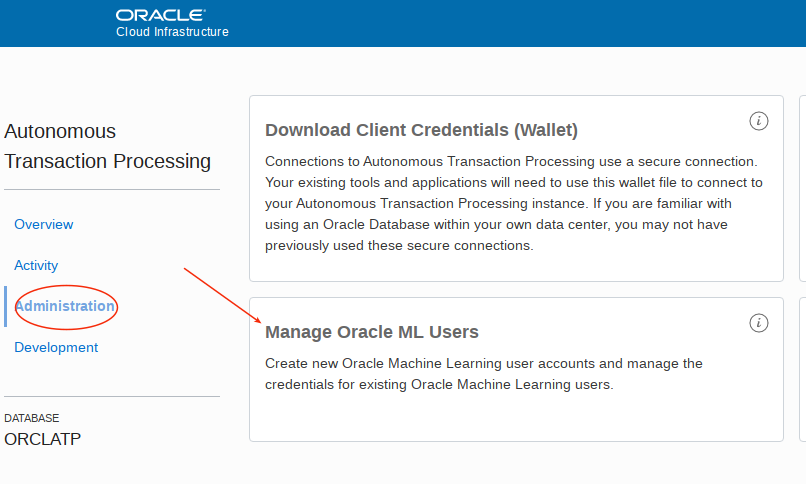 ORACLE
Cloud Infrastructure
Autonomous
Transaction Processing
Overview
Activity
Administration
Development
DATABASE
ORCLATP
Download Client Credentials (Wallet)
Connections to Autonomous Transaction Processing use a secure connection.
Your existing tools and applications will need to use this wallet file to connect to
your Autonomous Transaction Processing instance. If you are familiar with
using an Oracle Database within your own data center, you may not have
previously used these secure connections.
Manage Oracle ML Users
Create new Oracle Machine Learning user accounts and manage the
credentials for existing Oracle Machine Learning users.